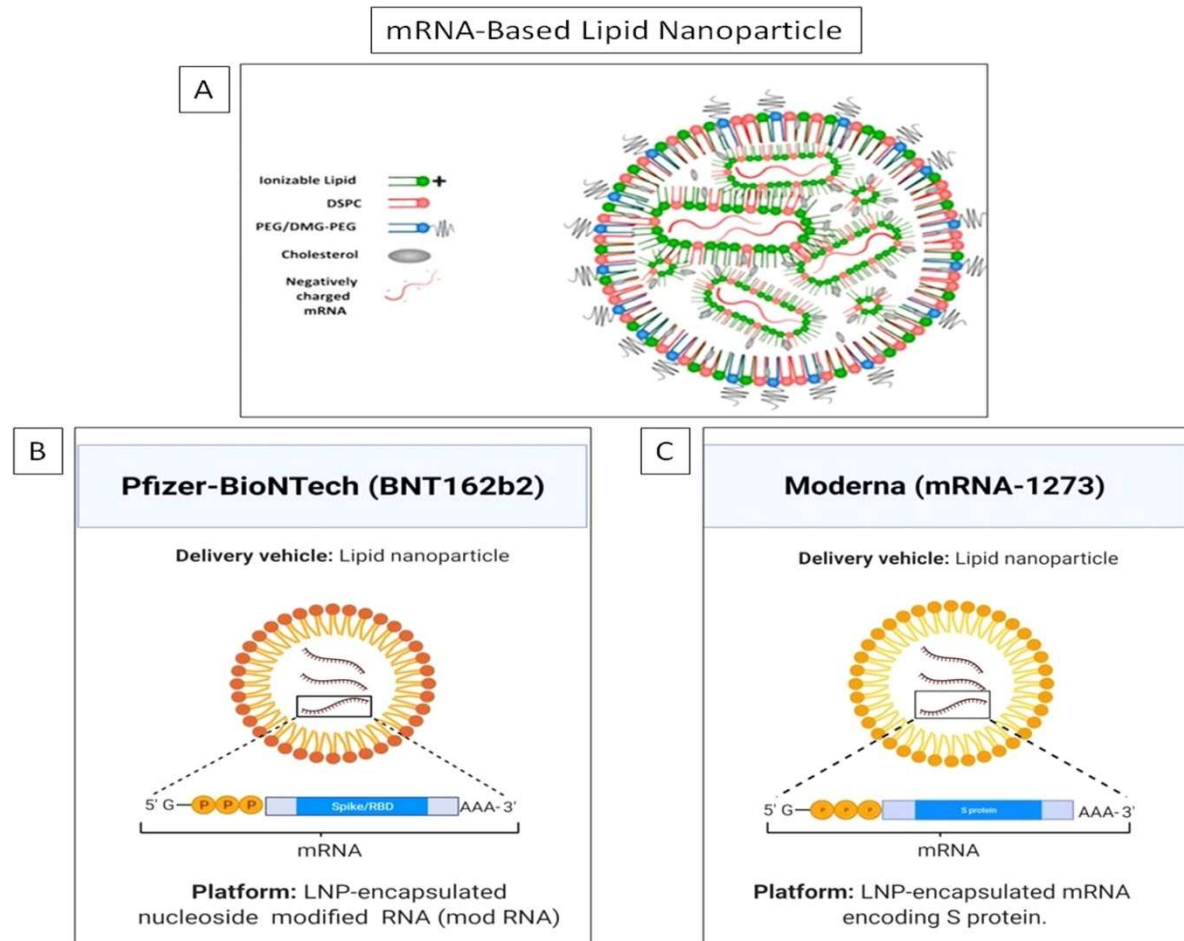 mRNA-Based Lipid Nanoparticle
A
Ionizable Lipid
+
DSPC
PEG/DMG-PEG
Cholesterol
Negatively
charged
mRNA
B
Pfizer-BioNTech (BNT162b2)
Delivery vehicle: Lipid nanoparticle
5' G P P P Spike/RBD AAA-3'
mRNA
Platform: LNP-encapsulated
nucleoside modified RNA (mod RNA)
C
Moderna (mRNA-1273)
Delivery vehicle: Lipid nanoparticle
5' G P P P S protein AAA-3'
mRNA
Platform: LNP-encapsulated mRNA
encoding S protein.